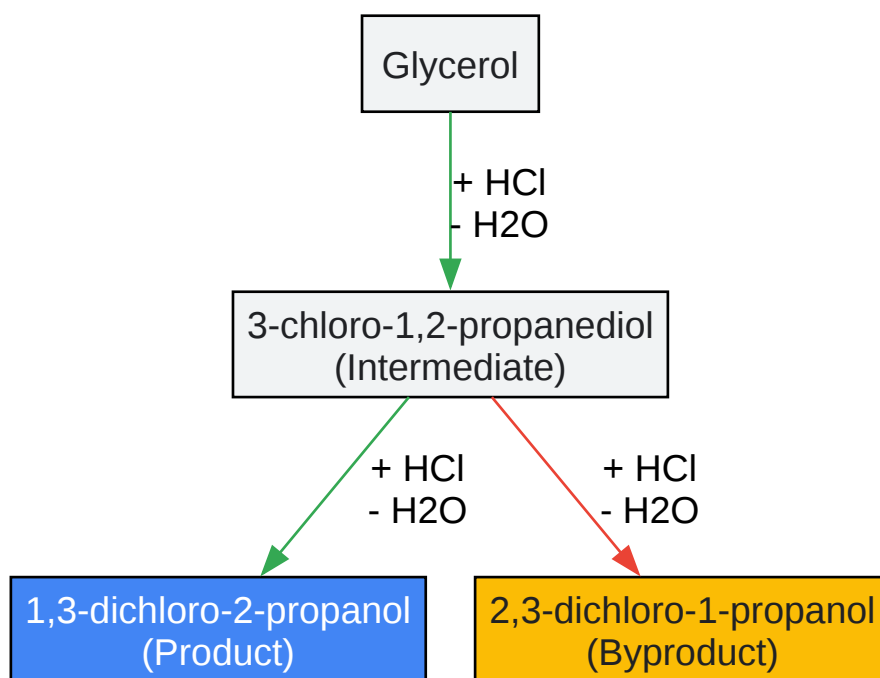 Glycerol
+ HCl
- H2O
3-chloro-1,2-propanediol
(Intermediate)
+ HCl
- H2O
+ HCl
- H2O
1,3-dichloro-2-propanol
(Product)
2,3-dichloro-1-propanol
(Byproduct)